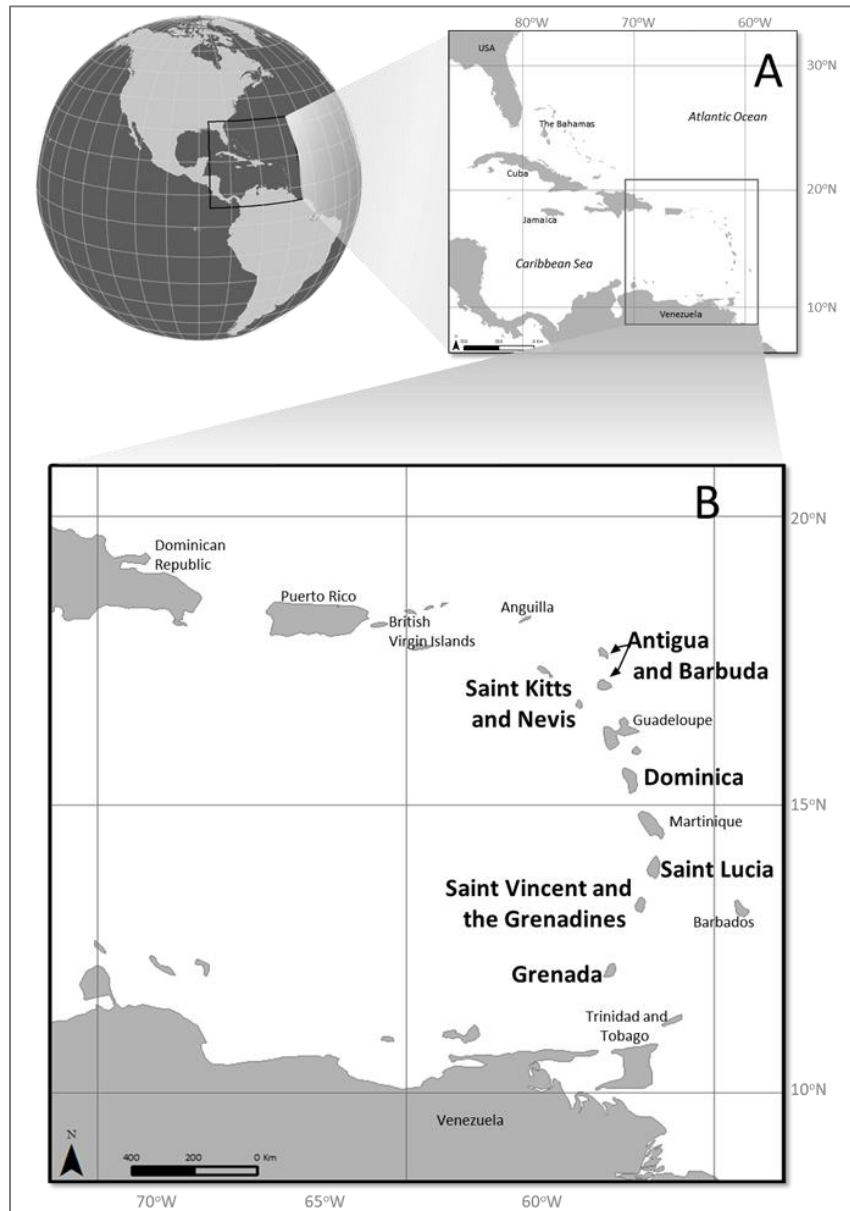 80°W 70°W 60°W
USA
A
30°N
The Bahamas
Atlantic Ocean
Cuba
20°N
Jamaica
Caribbean Sea
10°N
Venezuela
0 Km
B
20°N
Dominican
Republic
Puerto Rico
British
Virgin Islands
Anguilla
Antigua
and Barbuda
Saint Kitts
and Nevis
Guadeloupe
Dominica
15°N
Martinique
Saint Lucia
Saint Vincent and
the Grenadines
Barbados
Grenada
Trinidad and
Tobago
10°N
Venezuela
N
400 200 0 Km
70°W 65°W 60°W